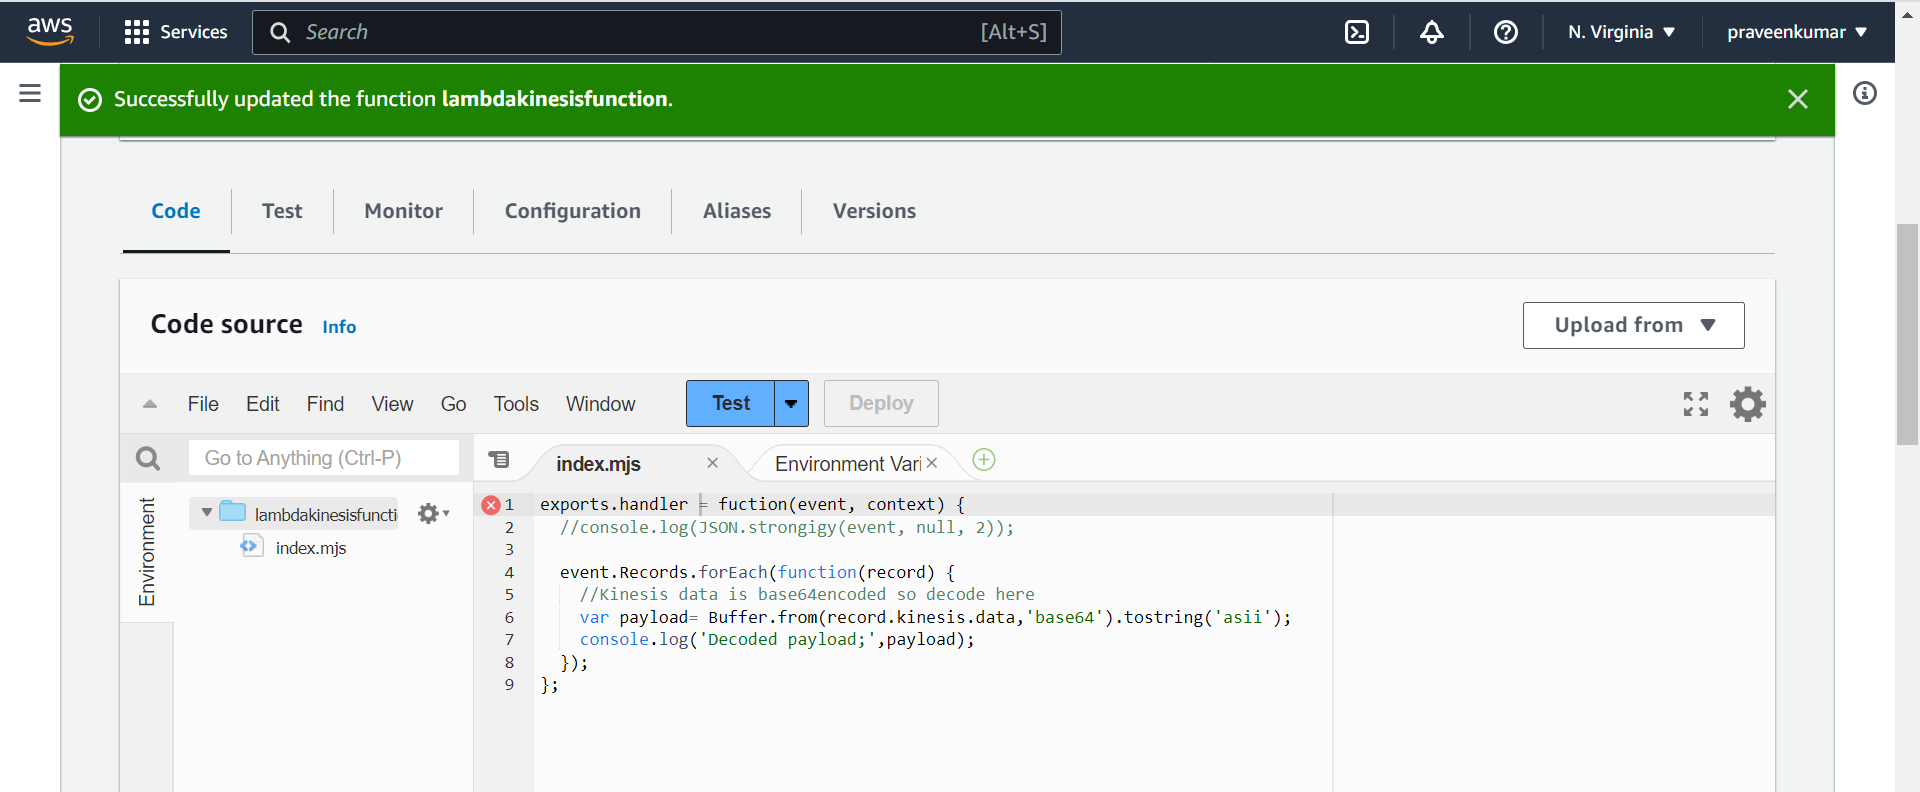 aws Services Search [Alt+S] N. Virginia praveenkumar
Successfully updated the function lambdakinesisfunction.
Code Test Monitor Configuration Aliases Versions
Code source Info Upload from
File Edit Find View Go Tools Window Test Deploy
Go to Anything (Ctrl-P) index.mjs Environment Vari
Environment
lambdakinesisfuncti
index.mjs
1 exports.handler = fuction(event, context) {
2 //console.log(JSON.strongigy(event, null, 2));
3
4 event.Records.forEach(function(record) {
5 //Kinesis data is base64encoded so decode here
6 var payload= Buffer.from(record.kinesis.data,'base64').tostring('asii');
7 console.log('Decoded payload;',payload);
8 });
9 };